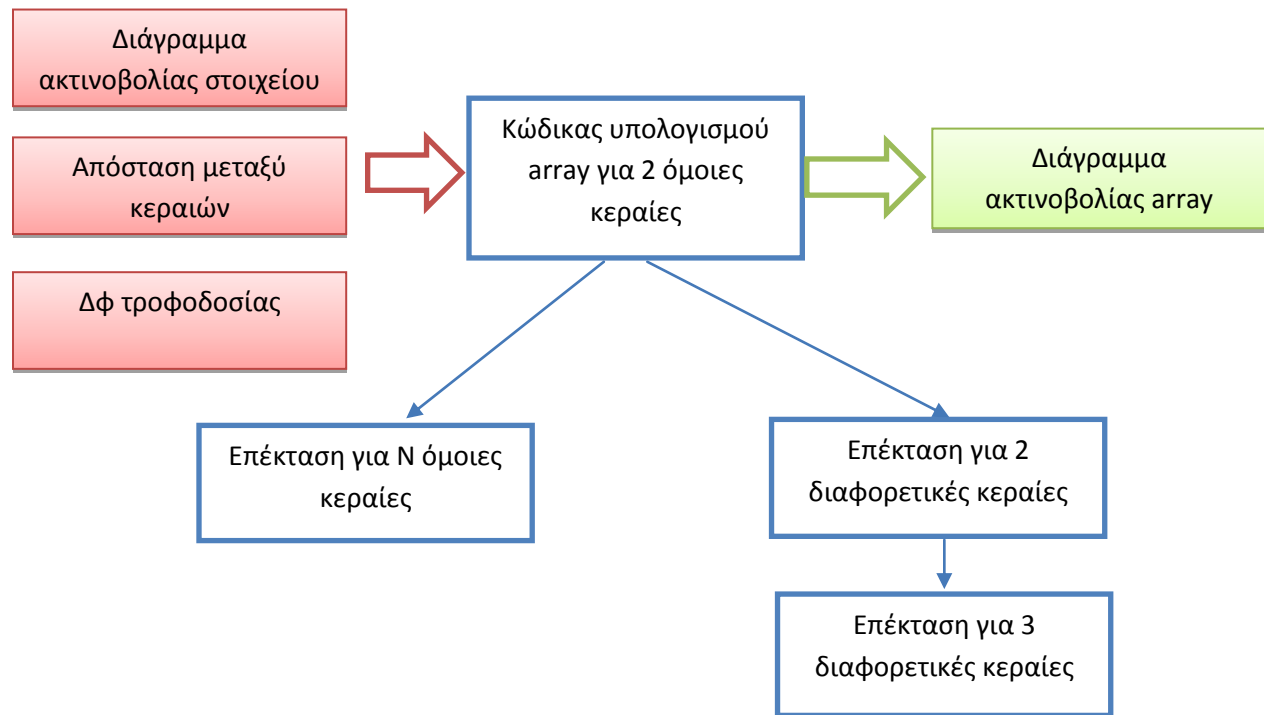 Διάγραμμα
ακτινοβολίας στοιχείου
Απόσταση μεταξύ
κεραιών
Δφ τροφοδοσίας
Κώδικας υπολογισμού
array για 2 όμοιες
κεραίες
Διάγραμμα
ακτινοβολίας array
Επέκταση για Ν όμοιες
κεραίες
Επέκταση για 2
διαφορετικές κεραίες
Επέκταση για 3
διαφορετικές κεραίες